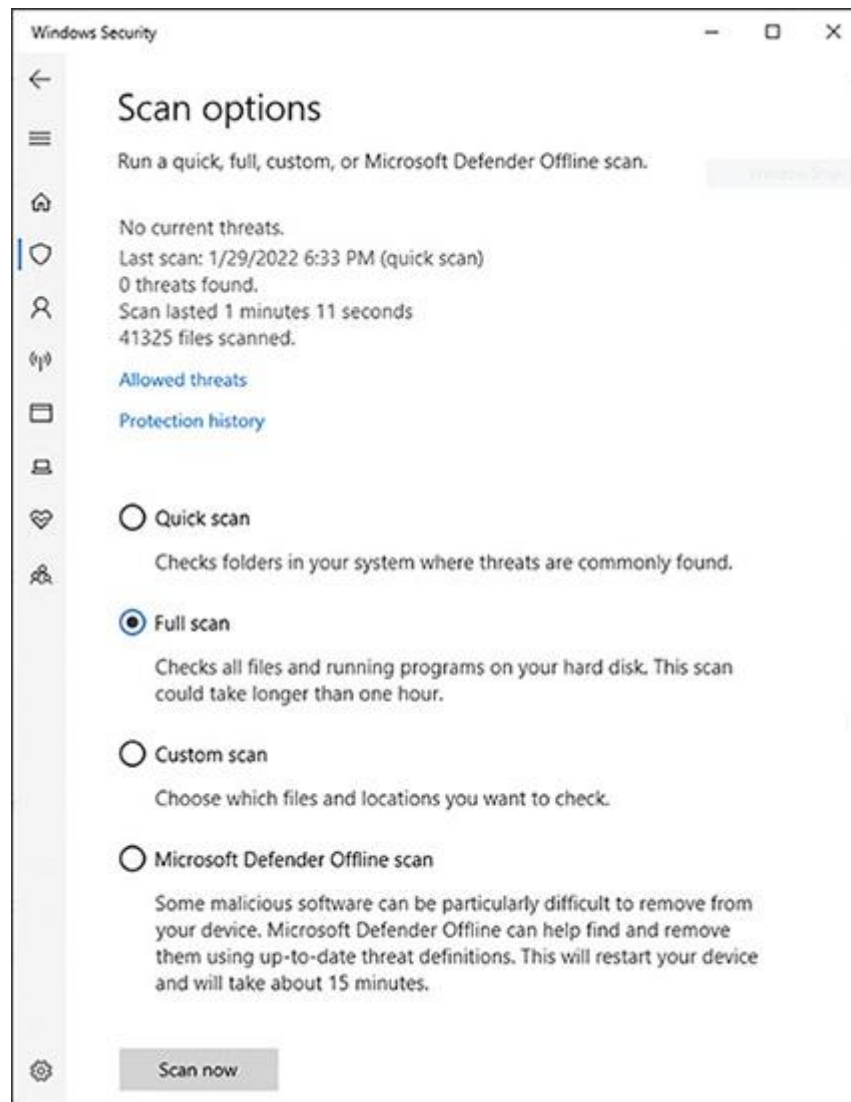 Windows Security
Scan options
Run a quick, full, custom, or Microsoft Defender Offline scan.
No current threats.
Last scan: 1/29/2022 6:33 PM (quick scan)
0 threats found.
Scan lasted 1 minutes 11 seconds
41325 files scanned.
Allowed threats
Protection history
Quick scan
Checks folders in your system where threats are commonly found.
Full scan
Checks all files and running programs on your hard disk. This scan
could take longer than one hour.
Custom scan
Choose which files and locations you want to check.
Microsoft Defender Offline scan
Some malicious software can be particularly difficult to remove from
your device. Microsoft Defender Offline can help find and remove
them using up-to-date threat definitions. This will restart your device
and will take about 15 minutes.
Scan now